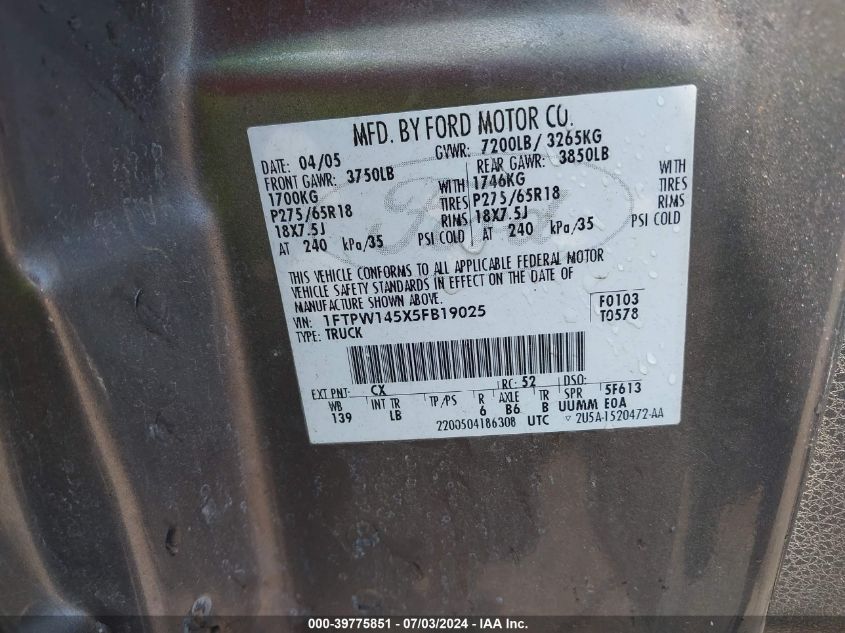 MFD. BY FORD MOTOR CO.
DATE: 04/05 GVWR: 7200LB/ 3265KG
FRONT GAWR: 3750LB REAR GAWR: 3850LB
1700KG WITH 1746KG WITH
P275/65R18 TIRES P275/65R18 TIRES
18X7.5J RIMS 18X7.5J RIMS
AT 240 kPa/35 PSI COLD AT 240 kPa/35 PSI COLD
Ford
THIS VEHICLE CONFORMS TO ALL APPLICABLE FEDERAL MOTOR
VEHICLE SAFETY STANDARDS IN EFFECT ON THE DATE OF
MANUFACTURE SHOWN ABOVE.
VIN: 1FTPW145X5FB19025 F0103
TYPE: TRUCK T0578
EXT PNT: CX RC: 52 DSO:
WB INT TR TP/PS R AXLE TR SPR 5F613
139 LB 6 B6 B UUMM E0A
2200504186308 UTC ▽ 2U5A-1520472-AA
000-39775851 / 07/03/2024 - IAA Inc.